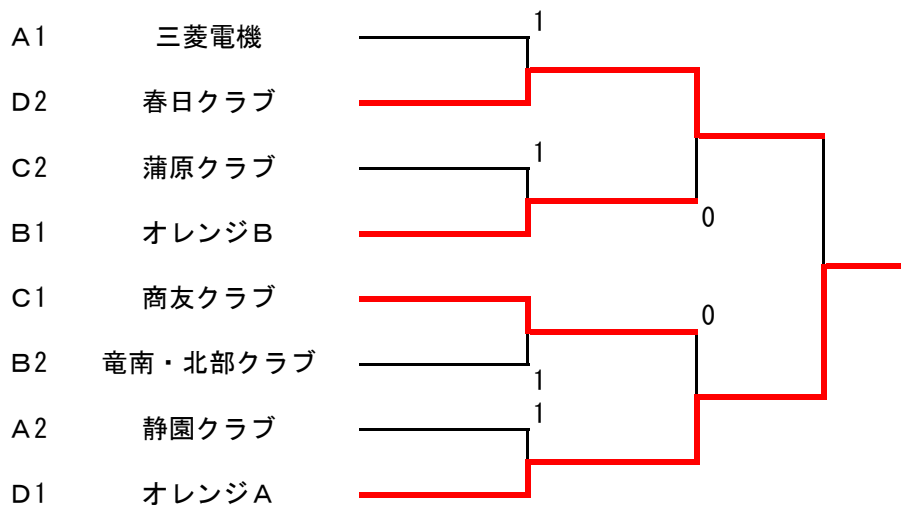 1
A1 三菱電機
D2 春日クラブ
1
C2 蒲原クラブ
0
B1 オレンジB
C1 商友クラブ
0
B2 竜南・北部クラブ
1
1
A2 静園クラブ
D1 オレンジA